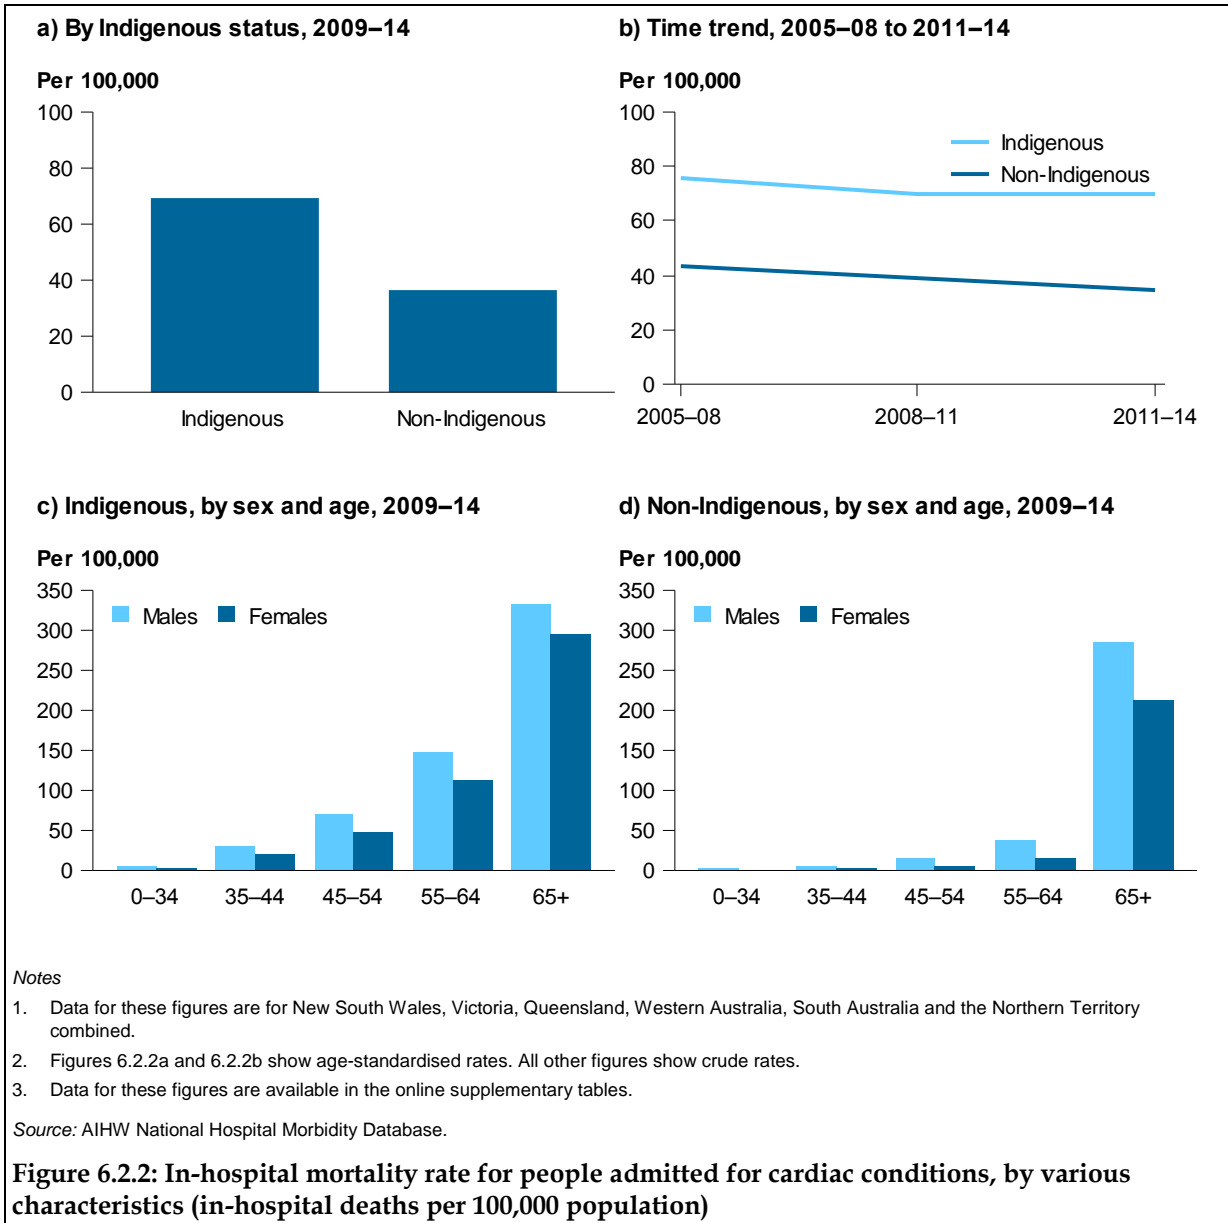 a) By Indigenous status, 2009–14
Per 100,000
100
80
60
40
20
0
Indigenous
Non-Indigenous
b) Time trend, 2005–08 to 2011–14
Per 100,000
100
80
60
40
20
0
Indigenous
Non-Indigenous
2005–08
2008–11
2011–14
c) Indigenous, by sex and age, 2009–14
Per 100,000
350
300
250
200
150
100
50
0
Males
Females
0–34
35–44
45–54
55–64
65+
d) Non-Indigenous, by sex and age, 2009–14
Per 100,000
350
300
250
200
150
100
50
0
Males
Females
0–34
35–44
45–54
55–64
65+
Notes
1. Data for these figures are for New South Wales, Victoria, Queensland, Western Australia, South Australia and the Northern Territory
combined.
2. Figures 6.2.2a and 6.2.2b show age-standardised rates. All other figures show crude rates.
3. Data for these figures are available in the online supplementary tables.
Source: AIHW National Hospital Morbidity Database.
Figure 6.2.2: In-hospital mortality rate for people admitted for cardiac conditions, by various
characteristics (in-hospital deaths per 100,000 population)